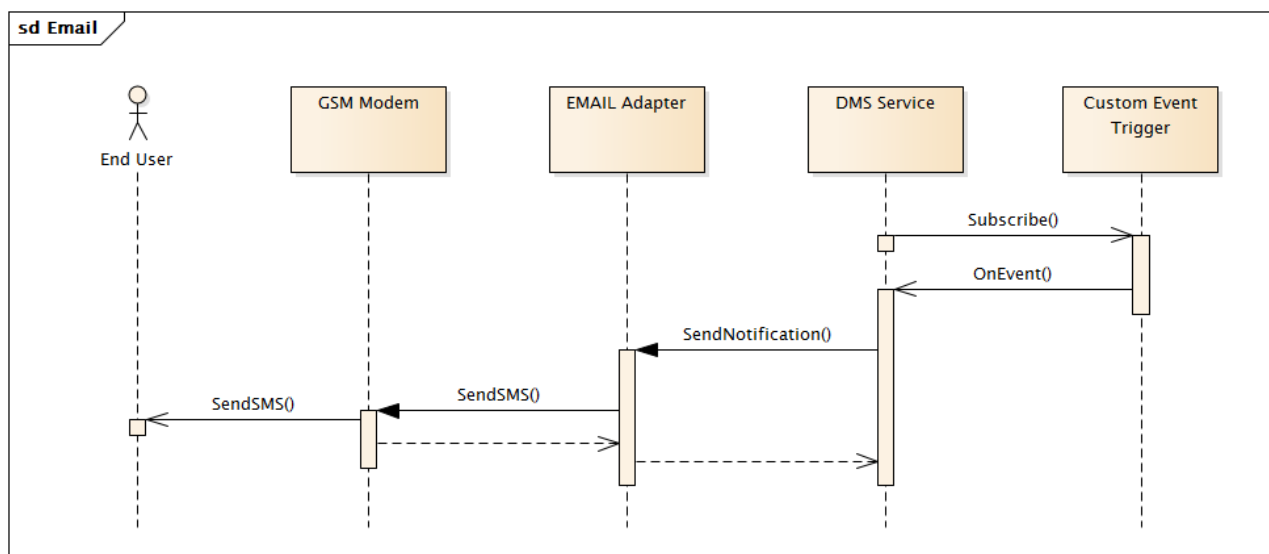 sd Email
End User
GSM Modem
EMAIL Adapter
DMS Service
Custom Event
Trigger
Subscribe()
OnEvent()
SendNotification()
SendSMS()
SendSMS()